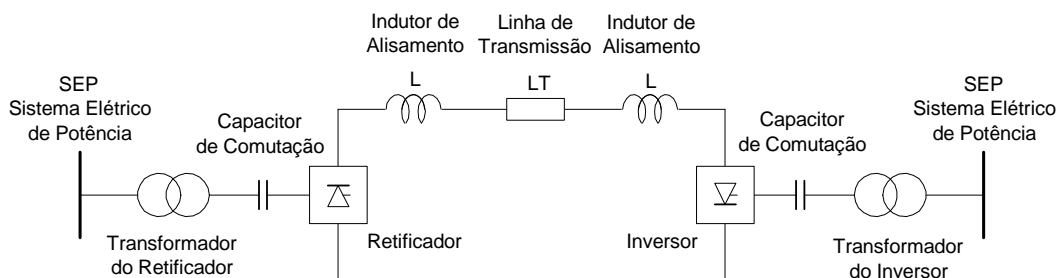 Indutor de
Alisamento
Linha de
Transmissão
Indutor de
Alisamento
L
LT
L
SEP
Sistema Elétrico
de Potência
Capacitor
de Comutação
Capacitor
de Comutação
SEP
Sistema Elétrico
de Potência
Transformador
do Retificador
Retificador
Inversor
Transformador
do Inversor